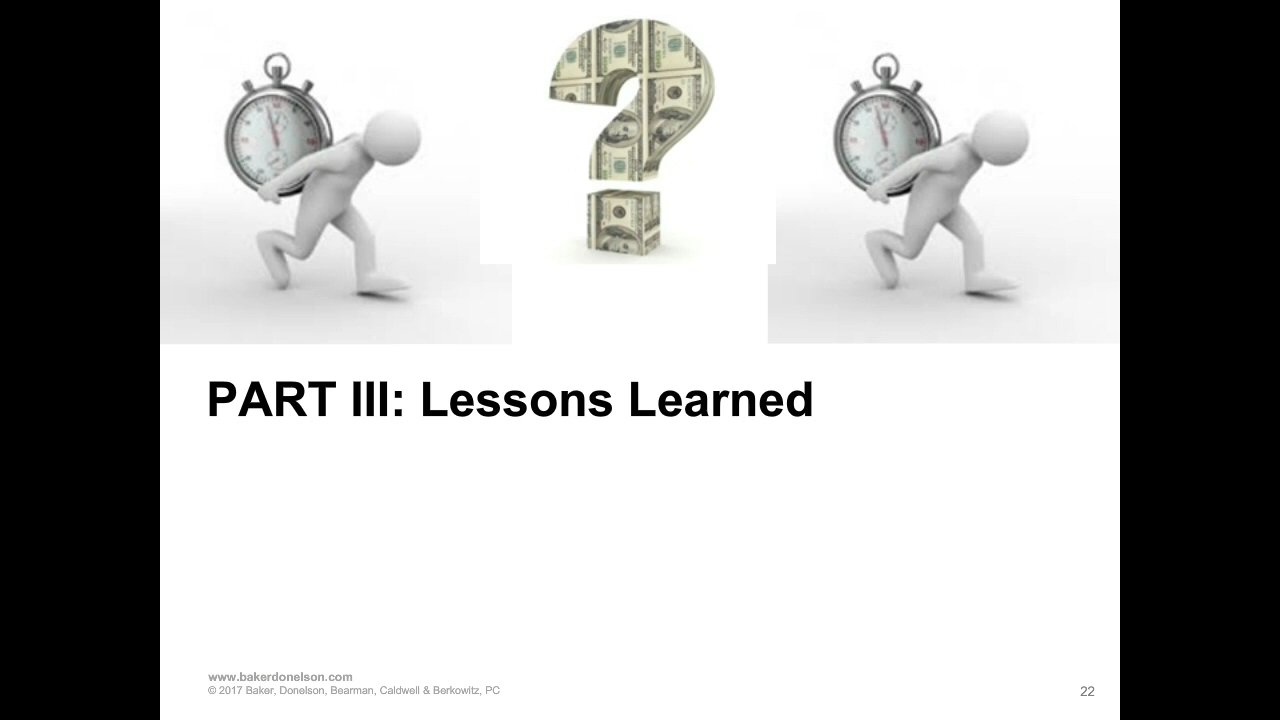 PART III: Lessons Learned
www.bakerdonelson.com
© 2017 Baker, Donelson, Bearman, Caldwell & Berkowitz, PC
22